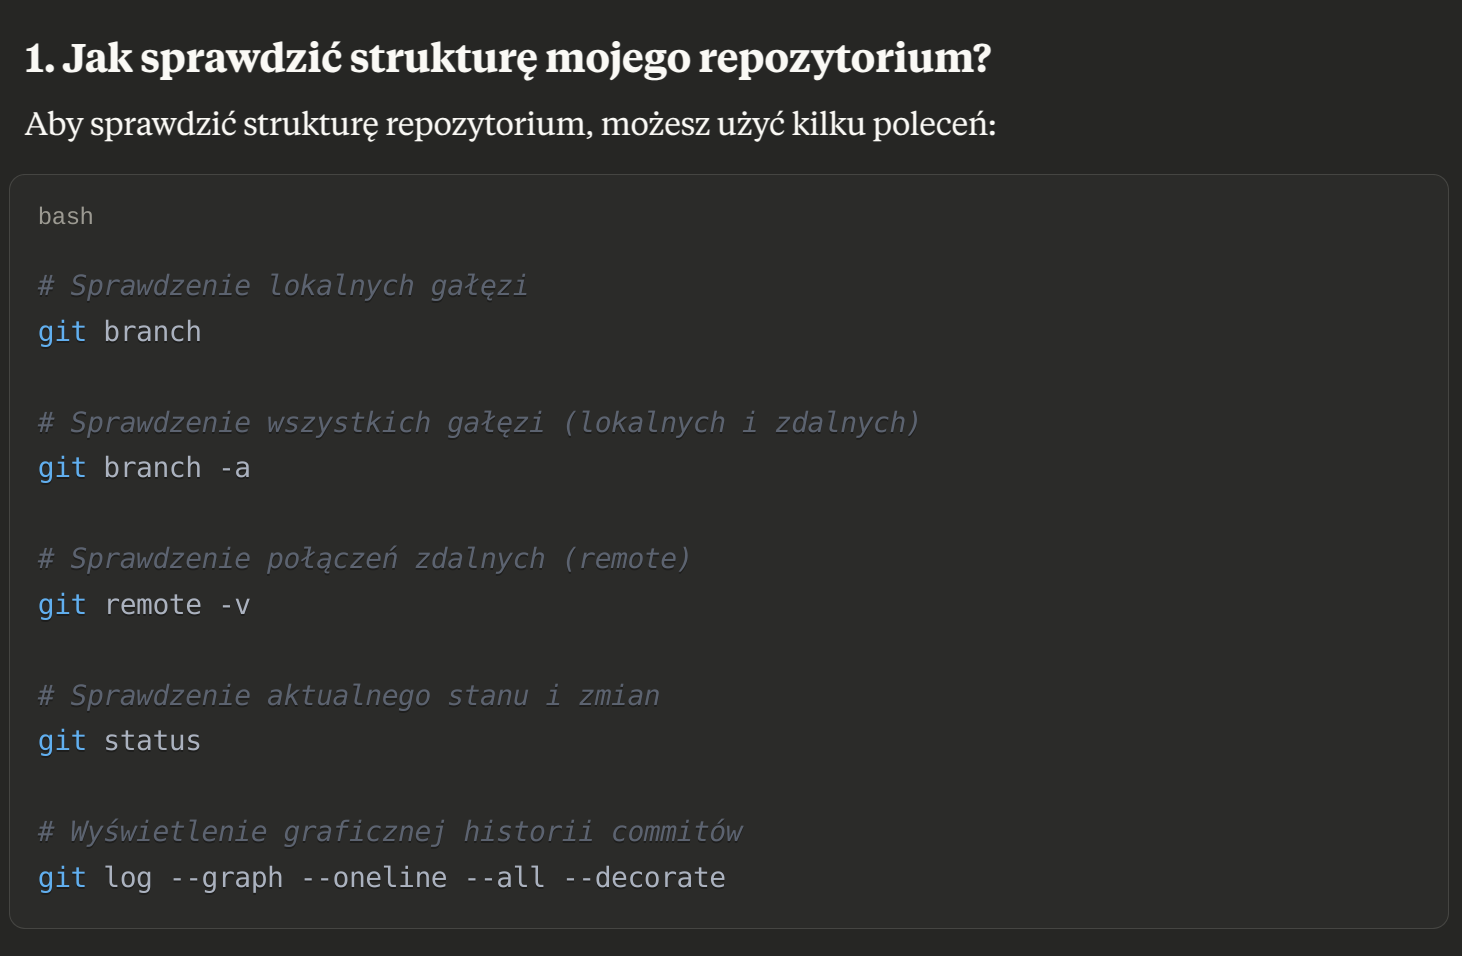 1. Jak sprawdzić strukturę mojego repozytorium?
Aby sprawdzić strukturę repozytorium, możesz użyć kilku poleceń:
bash
# Sprawdzenie lokalnych gałęzi
git branch
# Sprawdzenie wszystkich gałęzi (lokalnych i zdalnych)
git branch -a
# Sprawdzenie połączeń zdalnych (remote)
git remote -v
# Sprawdzenie aktualnego stanu i zmian
git status
# Wyświetlenie graficznej historii commitów
git log --graph --oneline --all --decorate